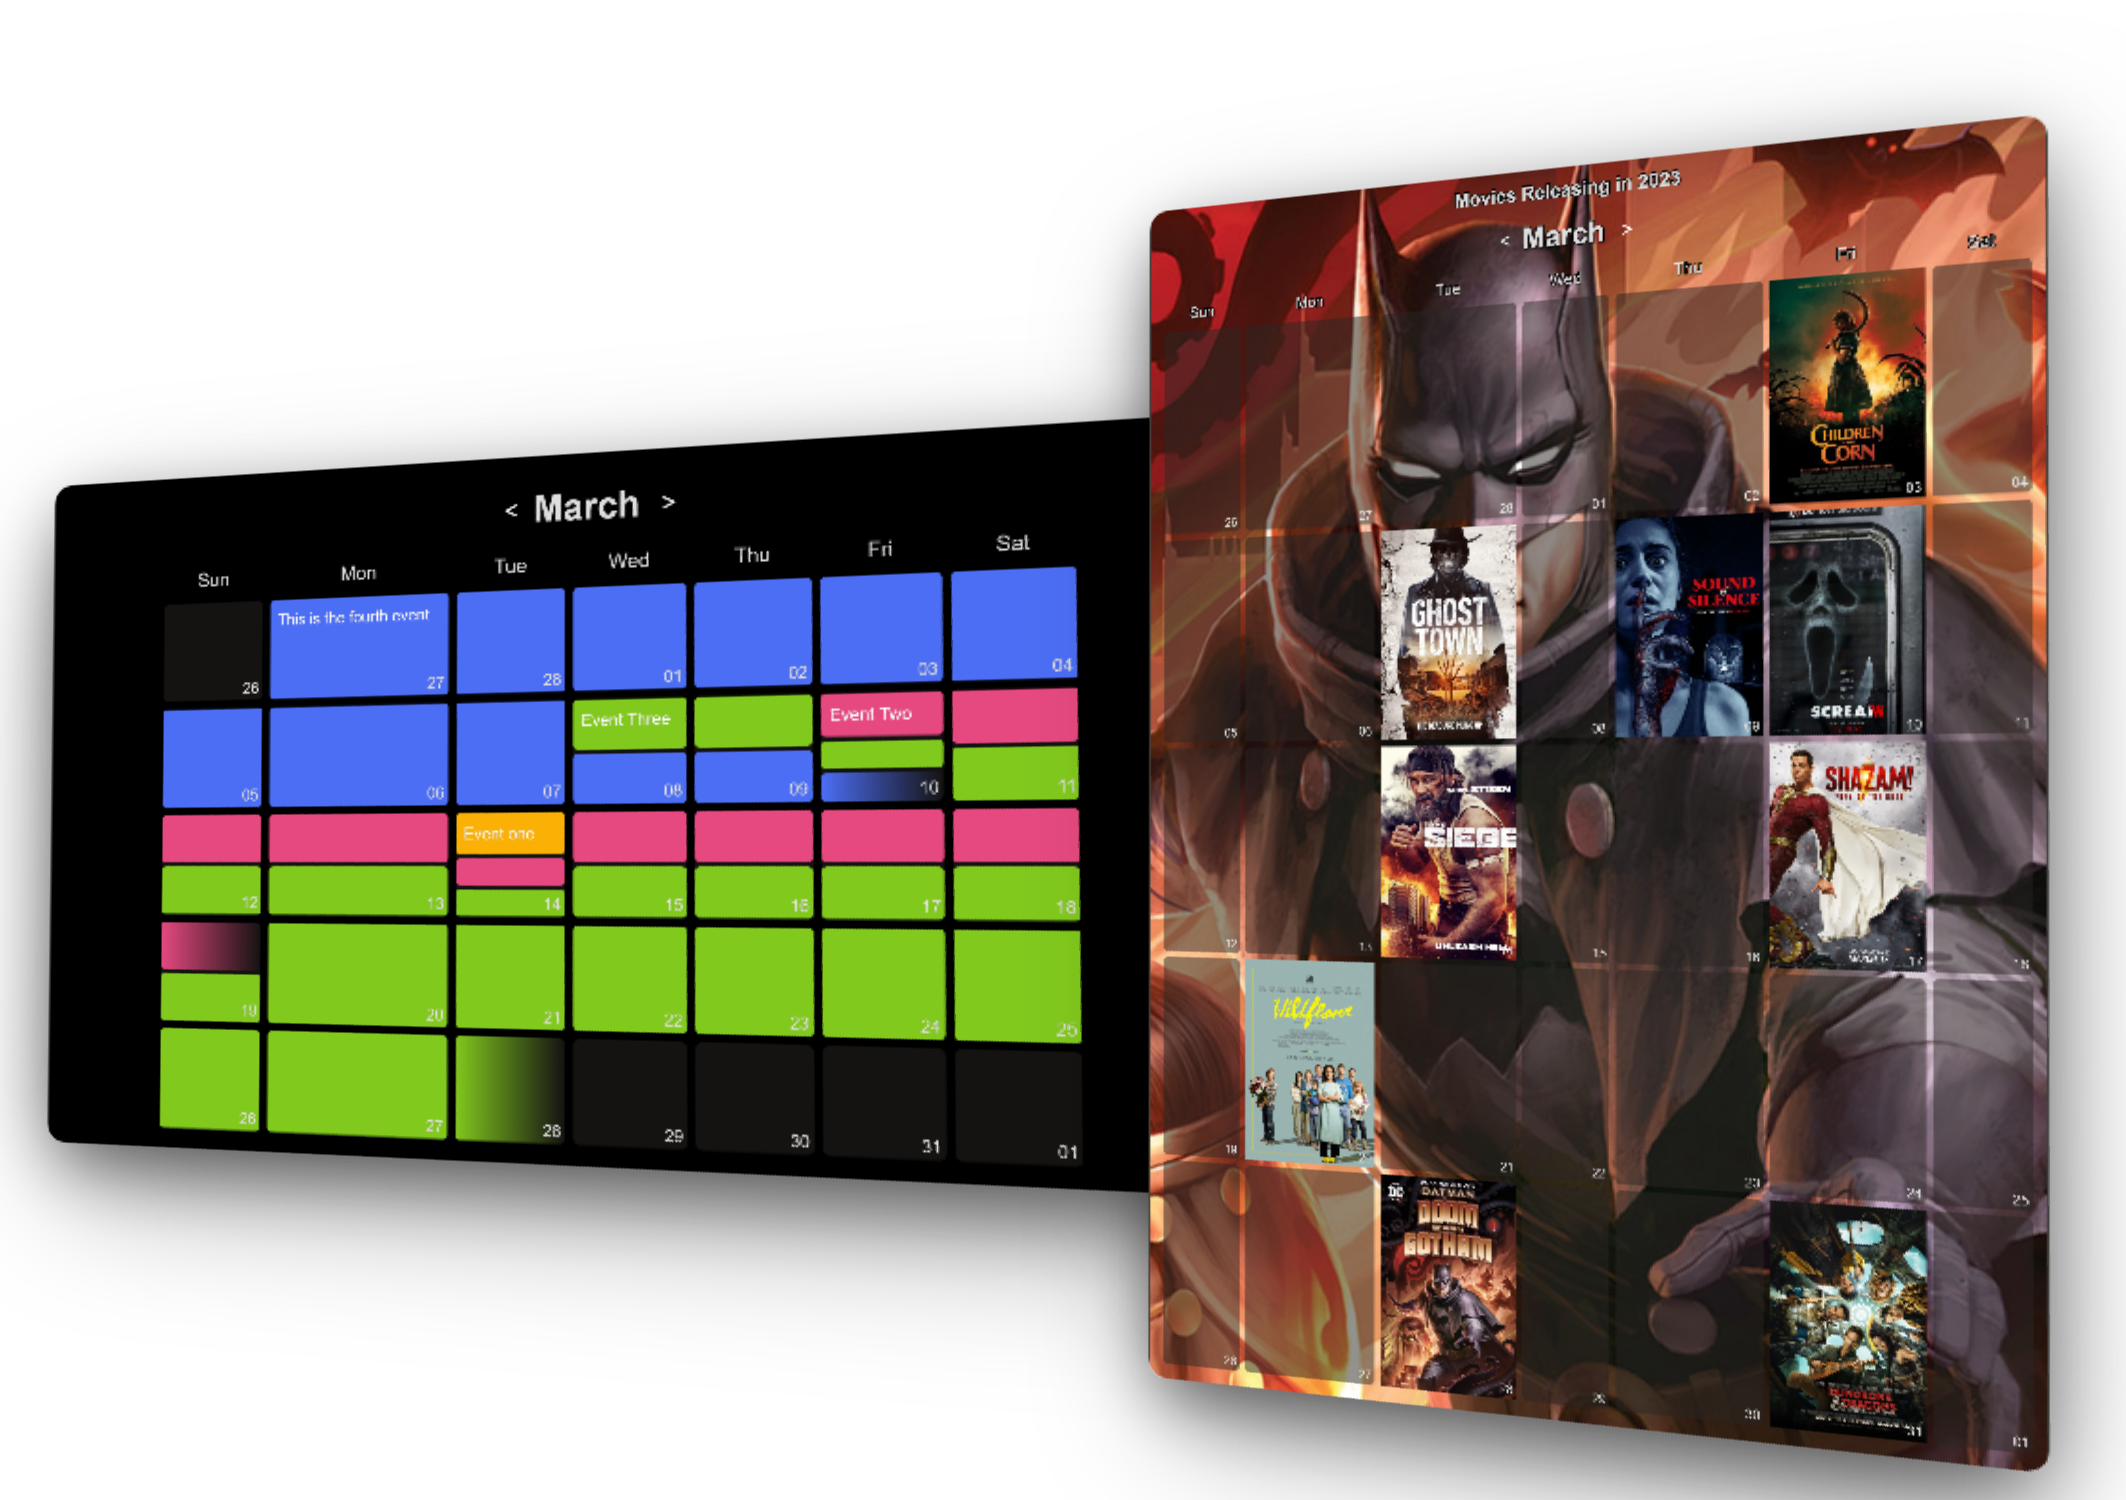 < March >
Sun Mon Tue Wed Thu Fri Sat
This is the fourth event
26 27 28 01 02 03 04
Event Three Event Two
05 06 07 08 09 10 11
Event one
12 13 14 15 16 17 18
19 20 21 22 23 24 25
26 27 28 29 30 31 01
Movies Releasing in 2023
< March >
Sun Mon Tue Wed Thu Fri Sat
CHILDREN
CORN
26 27 28 01 02 03 04
GHOST
TOWN
SOUND
SILENCE
SCREAM
05 06 08 09 10 11
SIEGE
UNLEASH HELL
SHAZAM!
12 13 15 16 17 18
Wildflower
19 21 22 23 24 25
DC
BATMAN
DOOM
GOTHAM
DUNGEONS
DRAGONS
26 27 28 29 30 31 01